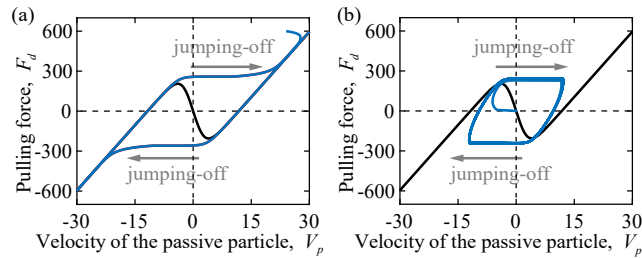 (a)
600
300
0
-300
-600
Pulling force, F_d
jumping-off
jumping-off
-30 -15 0 15 30
Velocity of the passive particle, V_p
(b)
600
300
0
-300
-600
Pulling force, F_d
jumping-off
jumping-off
-30 -15 0 15 30
Velocity of the passive particle, V_p